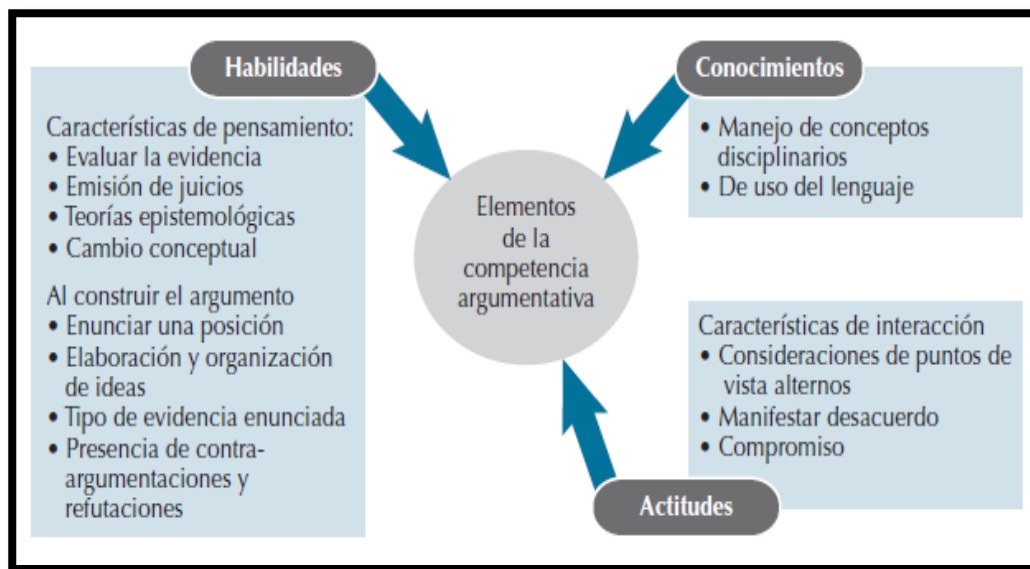 Habilidades
Características de pensamiento:
• Evaluar la evidencia
• Emisión de juicios
• Teorías epistemológicas
• Cambio conceptual
Al construir el argumento
• Enunciar una posición
• Elaboración y organización
de ideas
• Tipo de evidencia enunciada
• Presencia de contra-
argumentaciones y
refutaciones
Elementos
de la
competencia
argumentativa
Conocimientos
• Manejo de conceptos
disciplinarios
• De uso del lenguaje
Características de interacción
• Consideraciones de puntos de
vista alternos
• Manifestar desacuerdo
• Compromiso
Actitudes